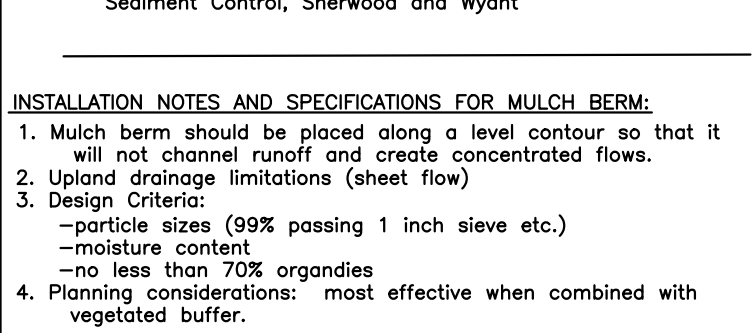 Sediment Control, Sherwood and Wyant
INSTALLATION NOTES AND SPECIFICATIONS FOR MULCH BERM:
1. Mulch berm should be placed along a level contour so that it
will not channel runoff and create concentrated flows.
2. Upland drainage limitations (sheet flow)
3. Design Criteria:
-particle sizes (99% passing 1 inch sieve etc.)
-moisture content
-no less than 70% organdies
4. Planning considerations: most effective when combined with
vegetated buffer.